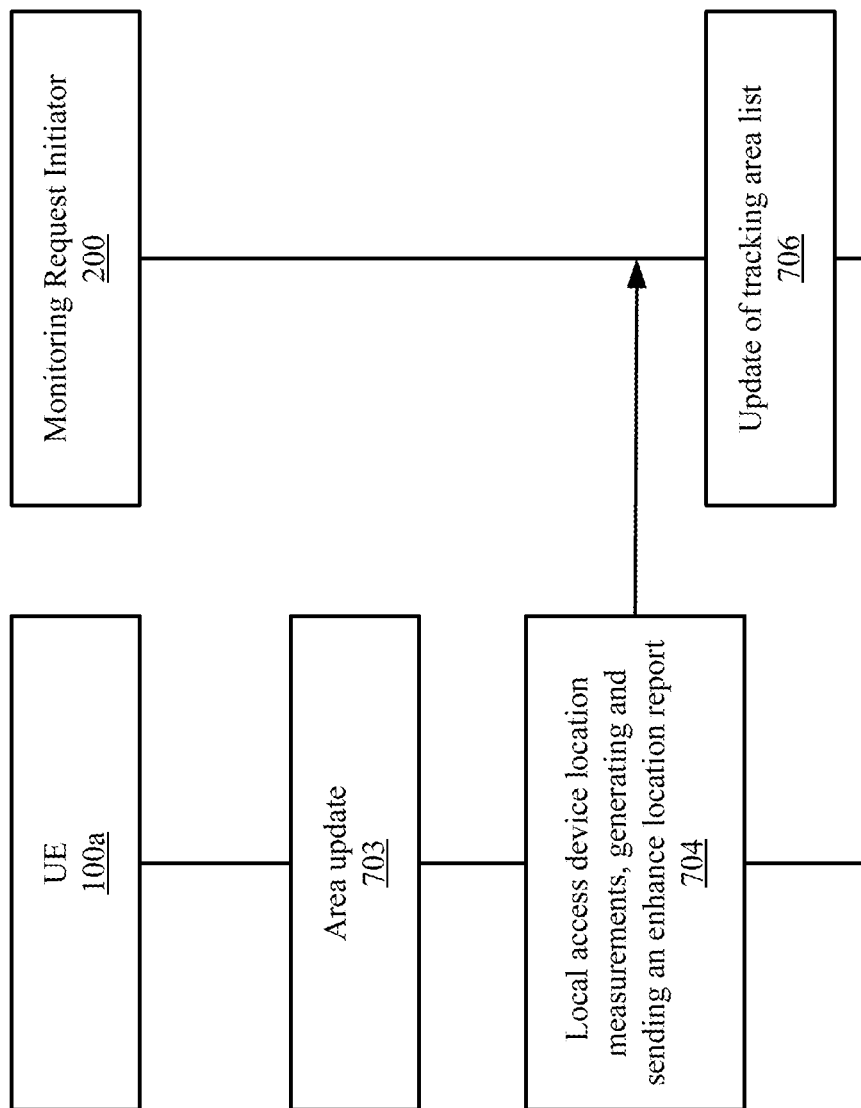 UE
100a
Monitoring Request Initiator
200
Area update
703
Local access device location
measurements, generating and
sending an enhance location report
704
Update of tracking area list
706